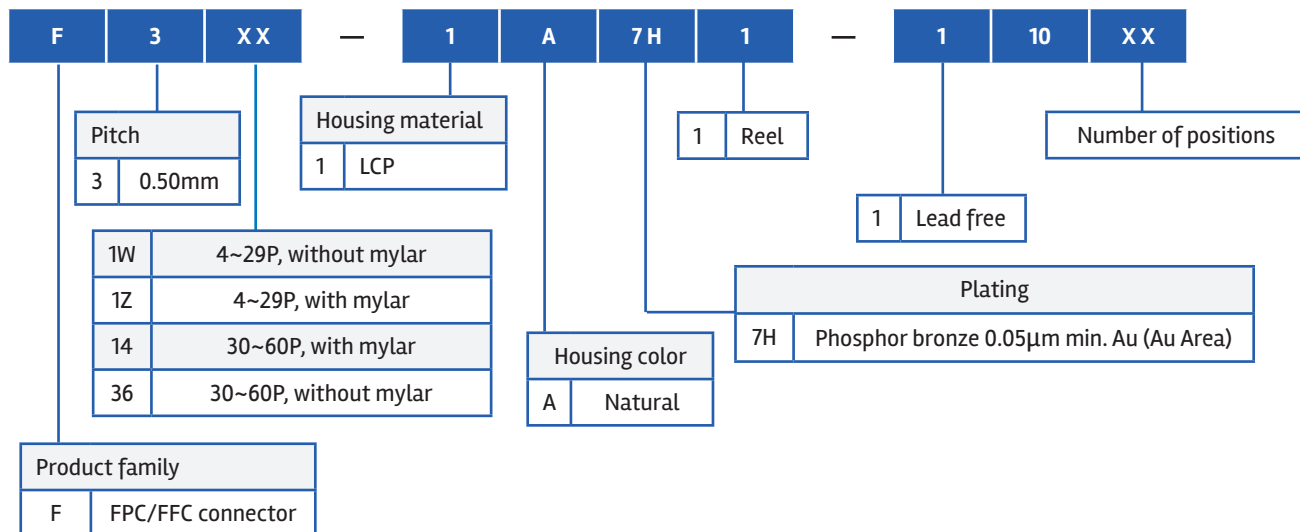 F 3 XX — 1 A 7H 1 — 1 10 XX
Pitch
3 0.50mm
Housing material
1 LCP
1 Reel
Number of positions
1 Lead free
1W 4~29P, without mylar
1Z 4~29P, with mylar
14 30~60P, with mylar
36 30~60P, without mylar
Plating
7H Phosphor bronze 0.05μm min. Au (Au Area)
Housing color
A Natural
Product family
F FPC/FFC connector